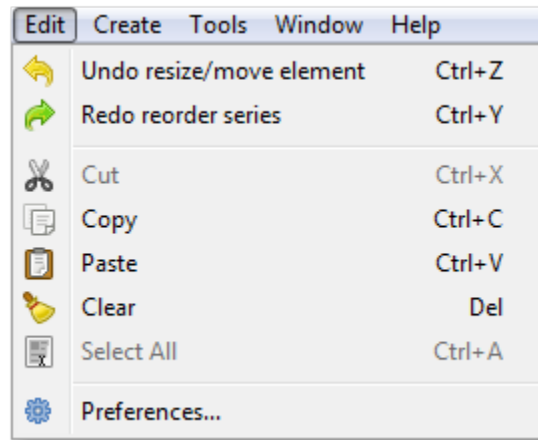 Edit Create Tools Window Help
Undo resize/move element Ctrl+Z
Redo reorder series Ctrl+Y
Cut Ctrl+X
Copy Ctrl+C
Paste Ctrl+V
Clear Del
Select All Ctrl+A
Preferences...